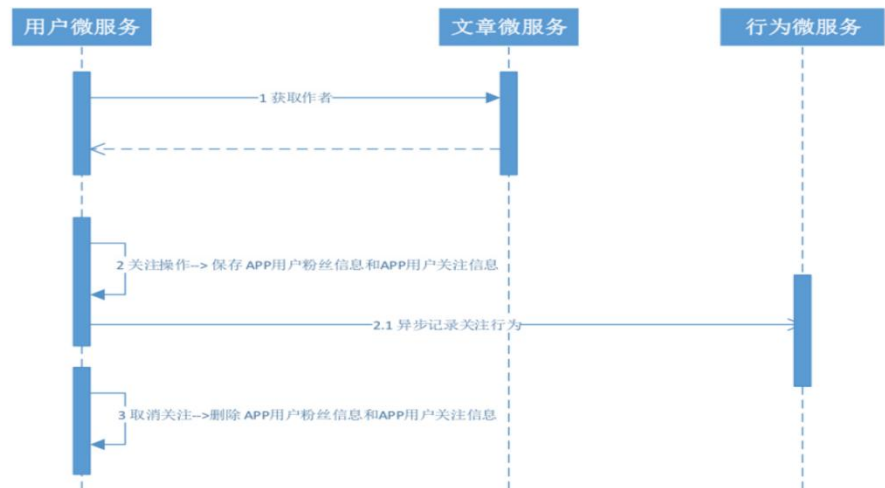 用户微服务
文章微服务
行为微服务
1 获取作者
2 关注操作--> 保存 APP用户粉丝信息和APP用户关注信息
2.1 异步记录关注行为
3 取消关注-->删除 APP用户粉丝信息和APP用户关注信息